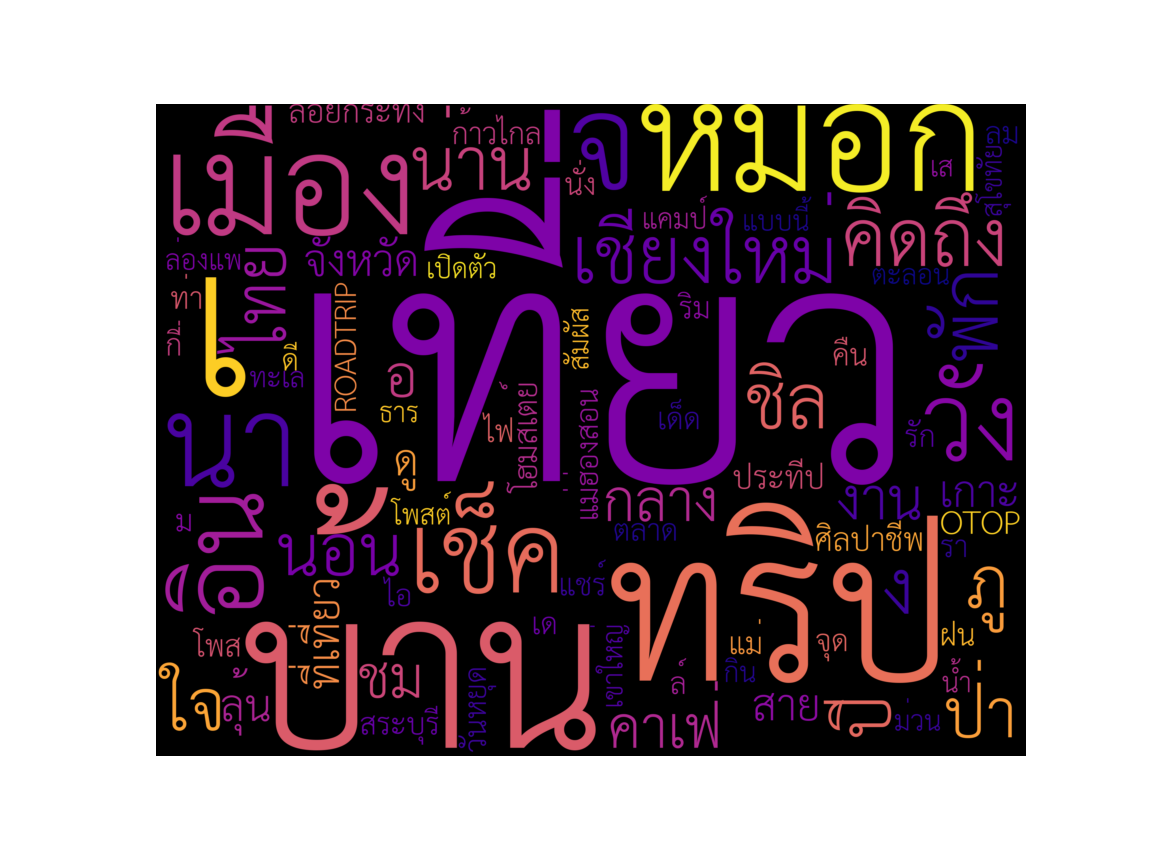 ลอยกระทง
ก้าวไกล
หมอก
เมือง
น่าน
นั่ง
จ
เส
สุโขทัย
แคมป์
แบบนี้
คิดถึง
ล่องแพ
จังหวัด
เปิดตัว
เชียงใหม่
ตะลอน
ท่า
กี่
ไทย
เ
ดี
ทะเล
ROADTRIP
เที่ยว
สัมผัส
ริม
คืน
พัก
อ
ธาร
ไฟ
โฮมสเตย์
แม่ฮ่องสอน
เด็ด
ชิล
รัก
วัง
นา
ดู
โพสต์
ประทีป
กลาง
งาน
เกาะ
OTOP
ม
อิน
นอน
เช็ค
ตลาด
ศิลปาชีพ
รา
ไอ
แชร์
ทริป
ง
ภู
โพส
ที่เที่ยว
บ้าน
เด
เขาใหญ่
แม่
จุด
ฝน
ใจ
ลุ้น
ชม
สระบุรี
วันหยุด
ล์
กิน
น้ำ
คาเฟ่
สาย
ม่วน
ป่า